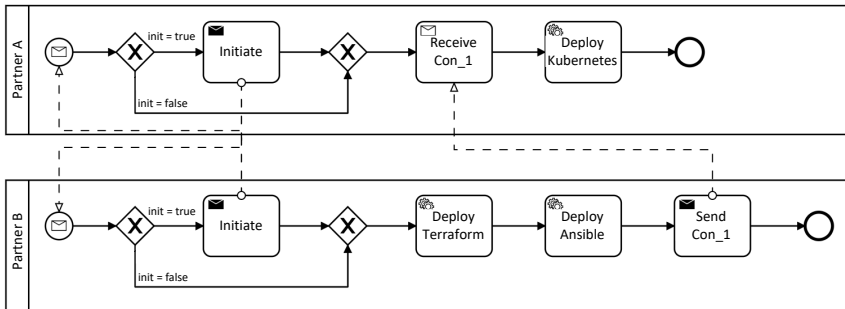 Partner A
init = true
Initiate
X
X
init = false
Receive
Con_1
Deploy
Kubernetes
Partner B
init = true
Initiate
X
X
init = false
Deploy
Terraform
Deploy
Ansible
Send
Con_1